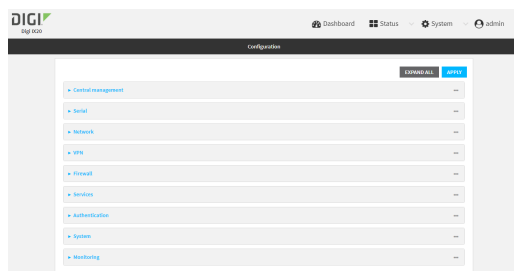 DIGI
Digi IX20
Dashboard
Status
System
admin
Configuration
EXPAND ALL
APPLY
Central management
Serial
Network
VPN
Firewall
Services
Authentication
System
Monitoring